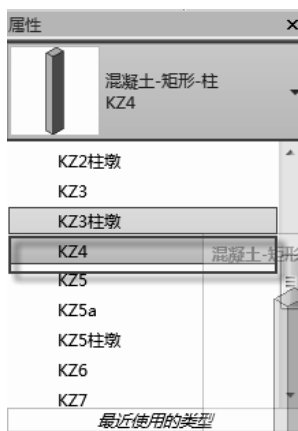 属性
混凝土-矩形-柱
KZ4
KZ2柱墩
KZ3
KZ3柱墩
KZ4
混凝土-矩形
KZ5
KZ5a
KZ5柱墩
KZ6
KZ7
最近使用的类型